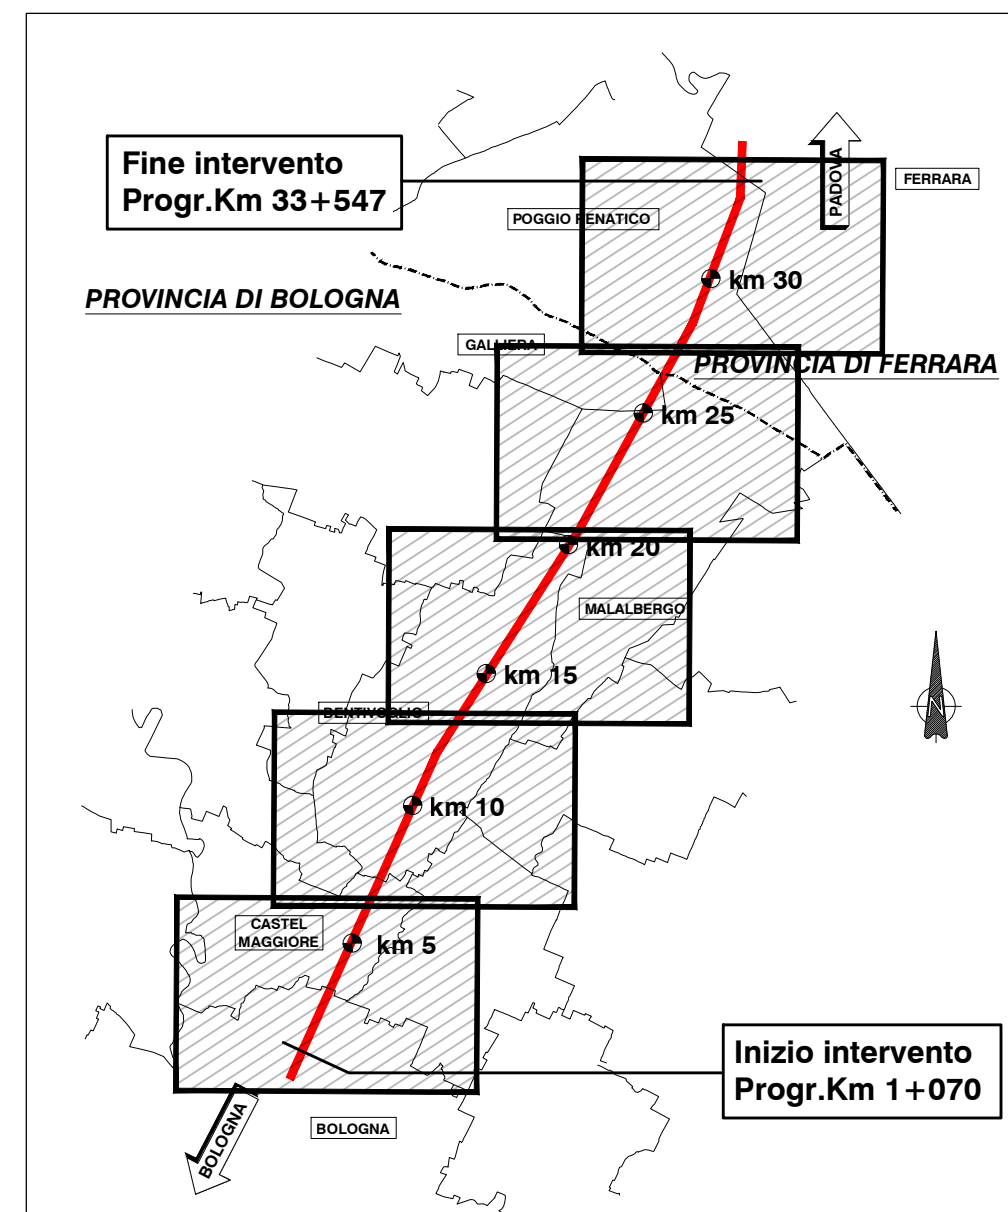 Fine intervento
Progr.Km 33+547
PADOVA
FERRARA
POGGIO RENATICO
km 30
PROVINCIA DI BOLOGNA
GALLIERA
PROVINCIA DI FERRARA
km 25
km 20
MALALBERGO
km 15
BENTIVOGLIO
N
km 10
CASTEL
MAGGIORE
km 5
Inizio intervento
Progr.Km 1+070
BOLOGNA
BOLOGNA